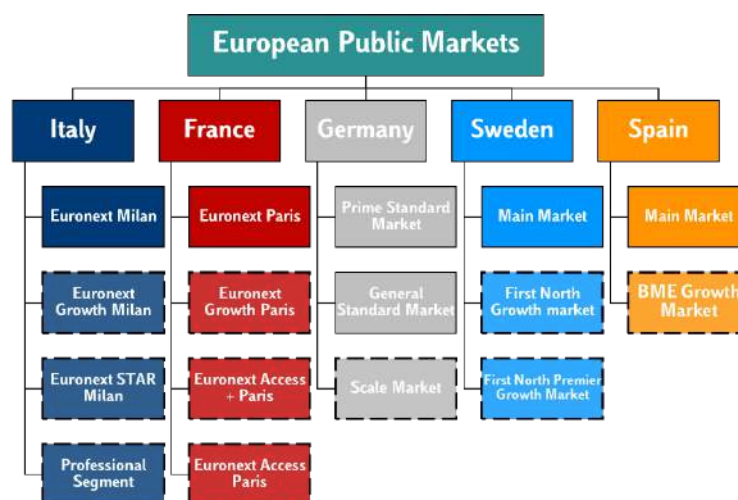 European Public Markets
Italy
France
Germany
Sweden
Spain
Euronext Milan
Euronext Paris
Prime Standard
Market
Main Market
Main Market
Euronext
Growth Milan
Euronext
Growth Paris
General
Standard Market
First North
Growth market
BME Growth
Market
Euronext STAR
Milan
Euronext Access
+ Paris
Scale Market
First North Premier
Growth Market
Professional
Segment
Euronext Access
Paris